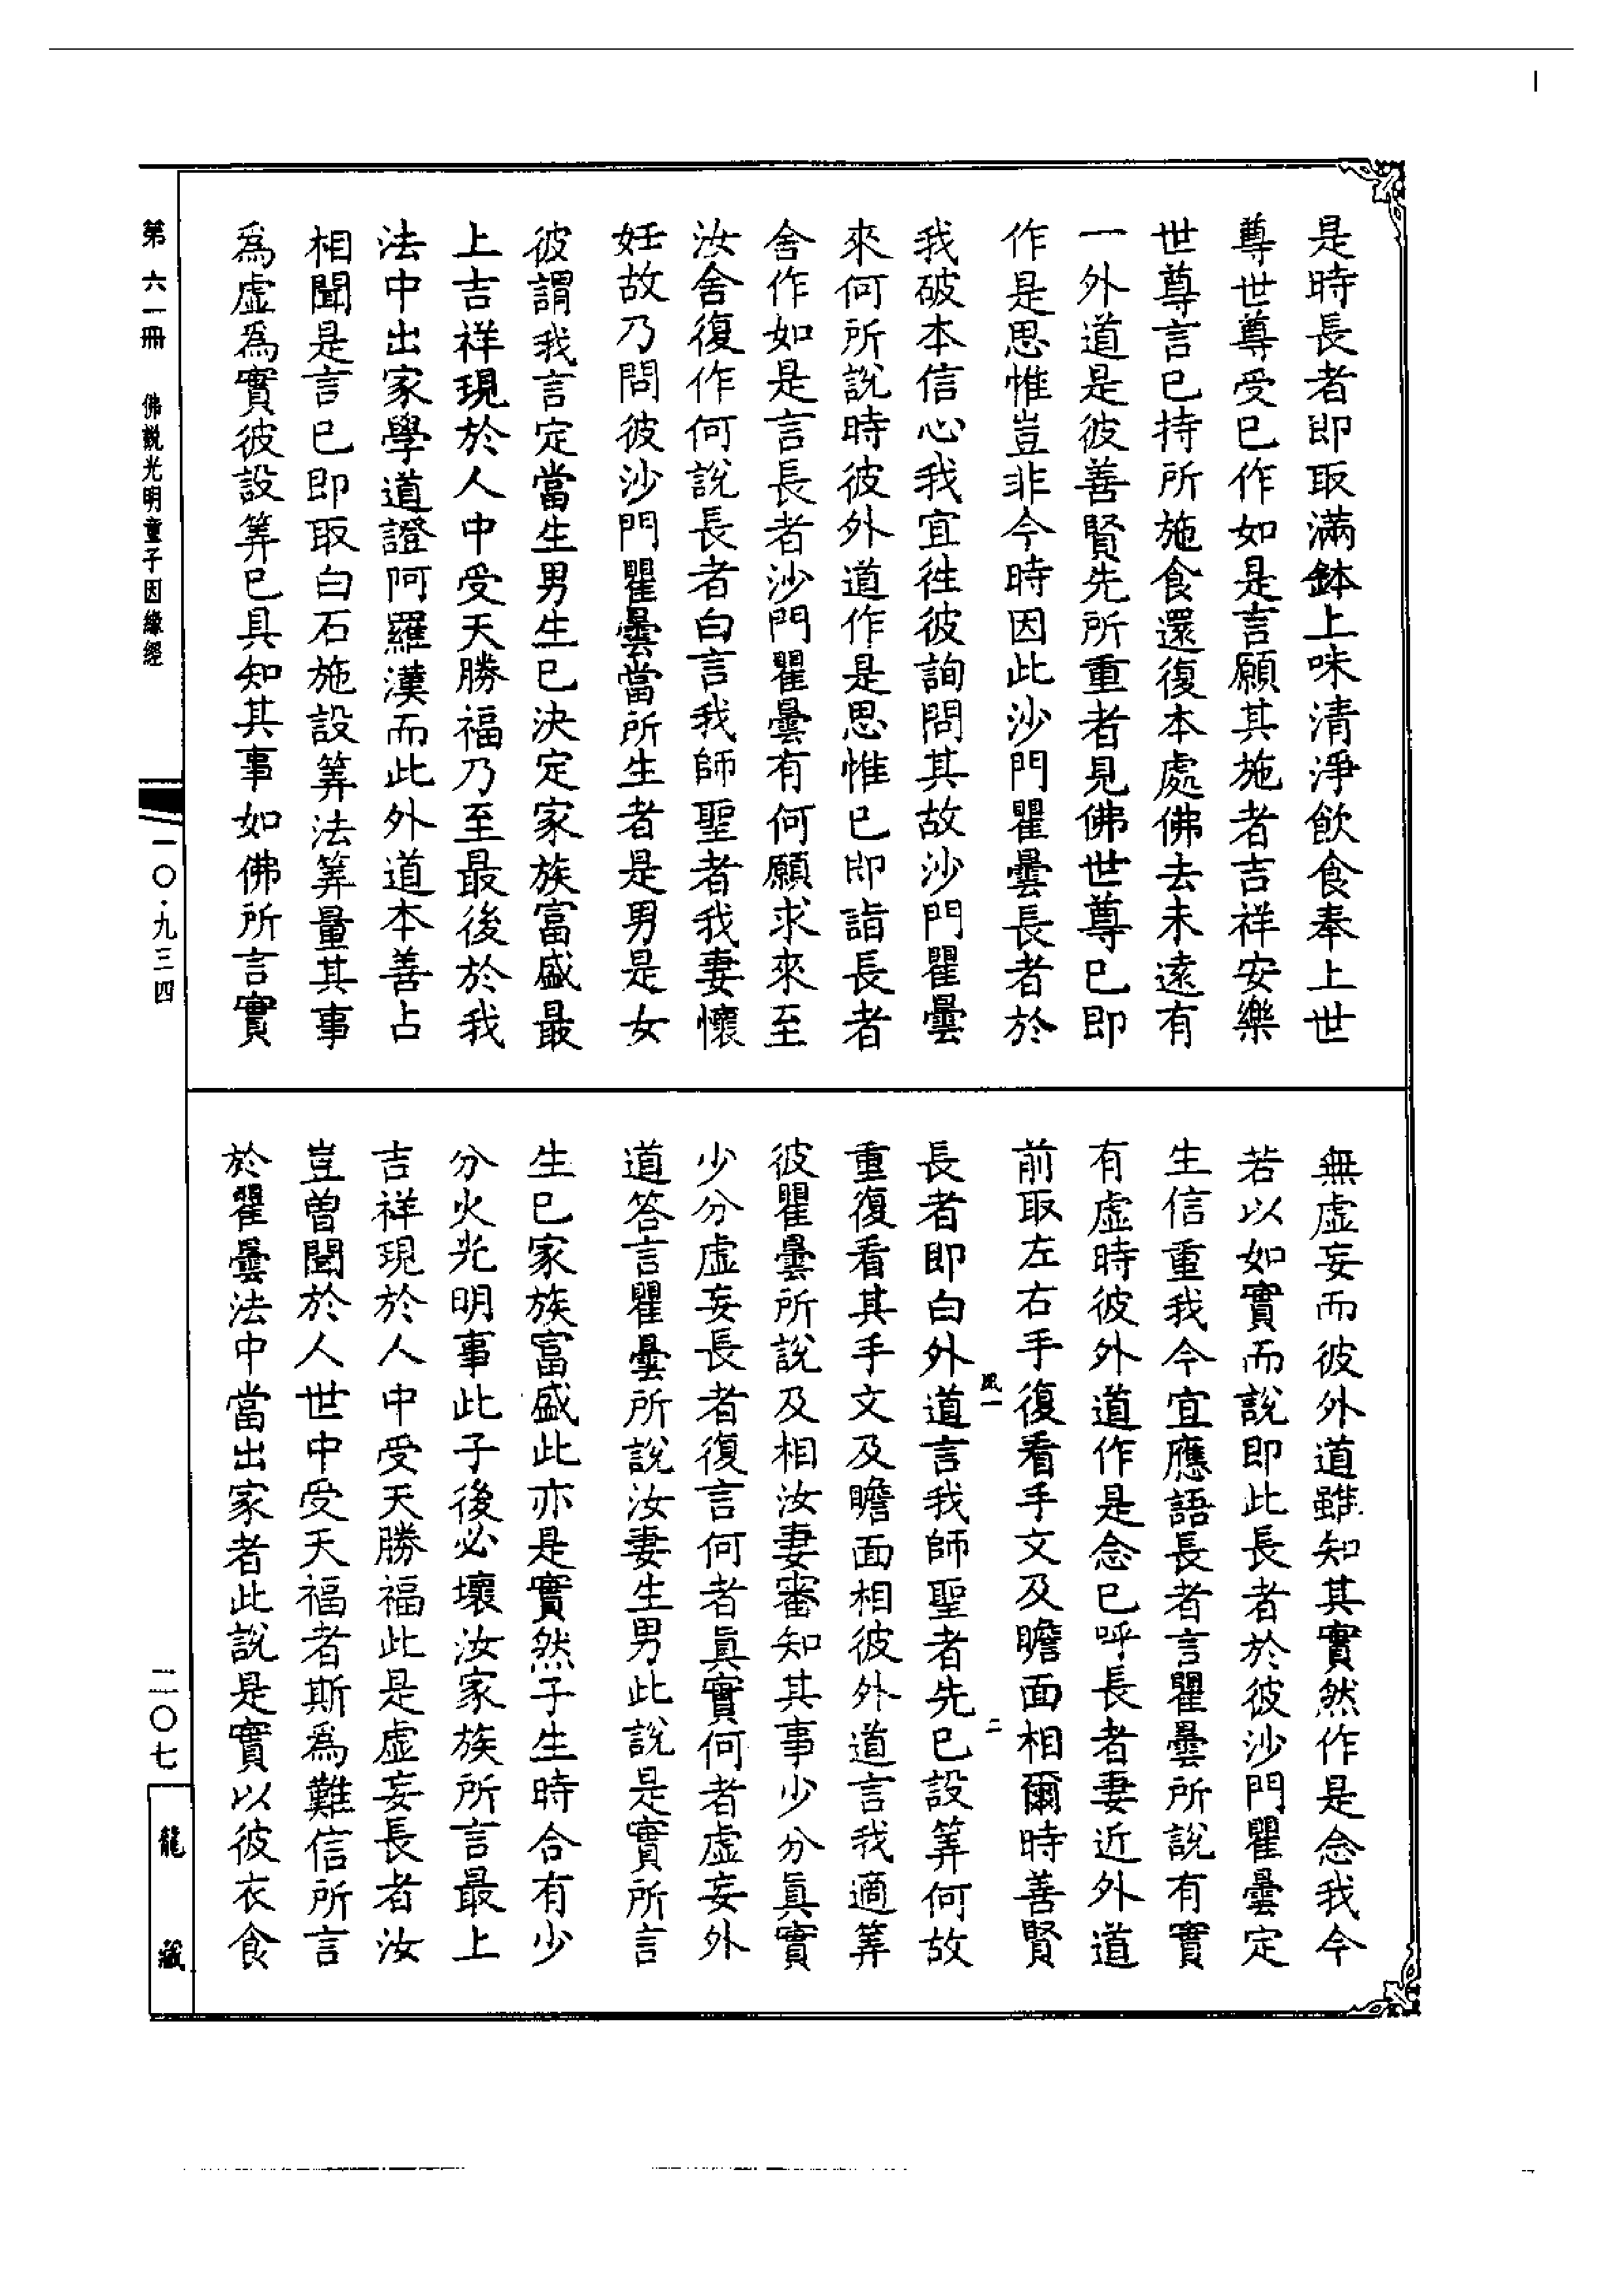 是時長者即取滿鉢上味清淨飲食奉上世
尊世尊受已作如是言願其施者吉祥安樂
世尊言已持所施食還復本處佛去未遠有
一外道是彼善賢先所重者見佛世尊已即
作是思惟豈非今時因此沙門瞿曇長者於
我破本信心我宜徃彼詢問其故沙門瞿曇
來何所說時彼外道作是思惟已即詣長者
舍作如是言長者沙門瞿曇有何願求來至
汝舍復作何說長者白言我師聖者我妻懷
妊故乃問彼沙門瞿曇當所生者是男是女
彼謂我言定當生男生已決定家族富盛最
上吉祥現於人中受天勝福乃至最後於我
法中出家學道證阿羅漢而此外道本善占
相聞是言已即取白石施設筭法筭量其事
為虛為實彼設筭已具知其事如佛所言實
無虛妄而彼外道雖知其實然作是念我今
若以如實而說即此長者於彼沙門瞿曇定
生信重我今宜應語長者言瞿曇所說有實
有虛時彼外道作是念已呼長者妻近外道
前取左右手復看手文及瞻面相爾時善賢
風一 二
長者即白外道言我師聖者先已設筭何故
重復看其手文及瞻面相彼外道言我適筭
彼瞿曇所說及相汝妻審知其事少分眞實
少分虛妄長者復言何者眞實何者虛妄外
道答言瞿曇所說汝妻生男此說是實所言
生已家族富盛此亦是實然子生時合有少
分火光明事此子後必壞汝家族所言最上
吉祥現於人中受天勝福此是虛妄長者汝
豈曽聞於人世中受天福者斯為難信所言
於瞿曇法中當出家者此說是實以彼衣食
第六一冊 佛說光明童子因緣經
一〇·九三四
二〇七
龍藏